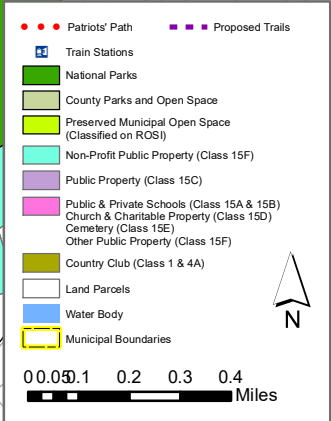 Patriots' Path
Proposed Trails
Train Stations
National Parks
County Parks and Open Space
Preserved Municipal Open Space
(Classified on ROSI)
Non-Profit Public Property (Class 15F)
Public Property (Class 15C)
Public & Private Schools (Class 15A & 15B)
Church & Charitable Property (Class 15D)
Cemetery (Class 15E)
Other Public Property (Class 15F)
Country Club (Class 1 & 4A)
Land Parcels
Water Body
Municipal Boundaries
N
0 0.05 0.1 0.2 0.3 0.4
Miles